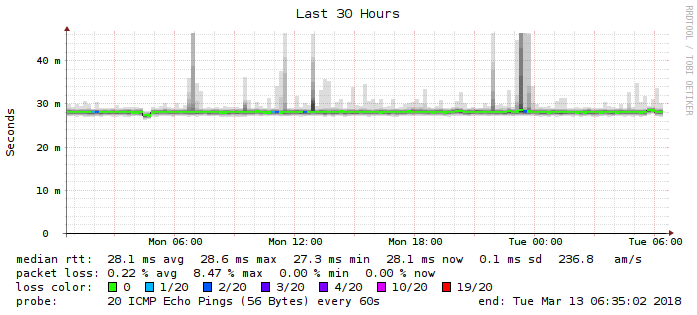 Last 30 Hours
RRDTOOL / TOBI OETIKER
Seconds
40 m
30 m
20 m
10 m
0
Mon 06:00 Mon 12:00 Mon 18:00 Tue 00:00 Tue 06:00
median rtt: 28.1 ms avg 28.6 ms max 27.3 ms min 28.1 ms now 0.1 ms sd 236.8 am/s
packet loss: 0.22 % avg 8.47 % max 0.00 % min 0.00 % now
loss color: 0 1/20 2/20 3/20 4/20 10/20 19/20
probe: 20 ICMP Echo Pings (56 Bytes) every 60s end: Tue Mar 13 06:35:02 2018